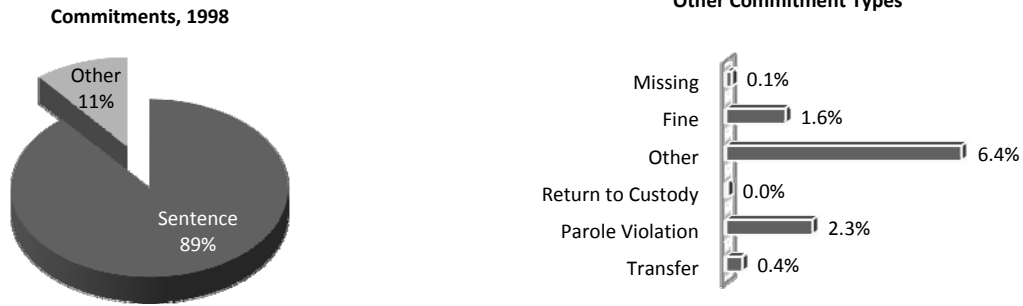 Commitments, 1998
Other
11%
Sentence
89%
Other Commitment Types
Missing 0.1%
Fine 1.6%
Other 6.4%
Return to Custody 0.0%
Parole Violation 2.3%
Transfer 0.4%